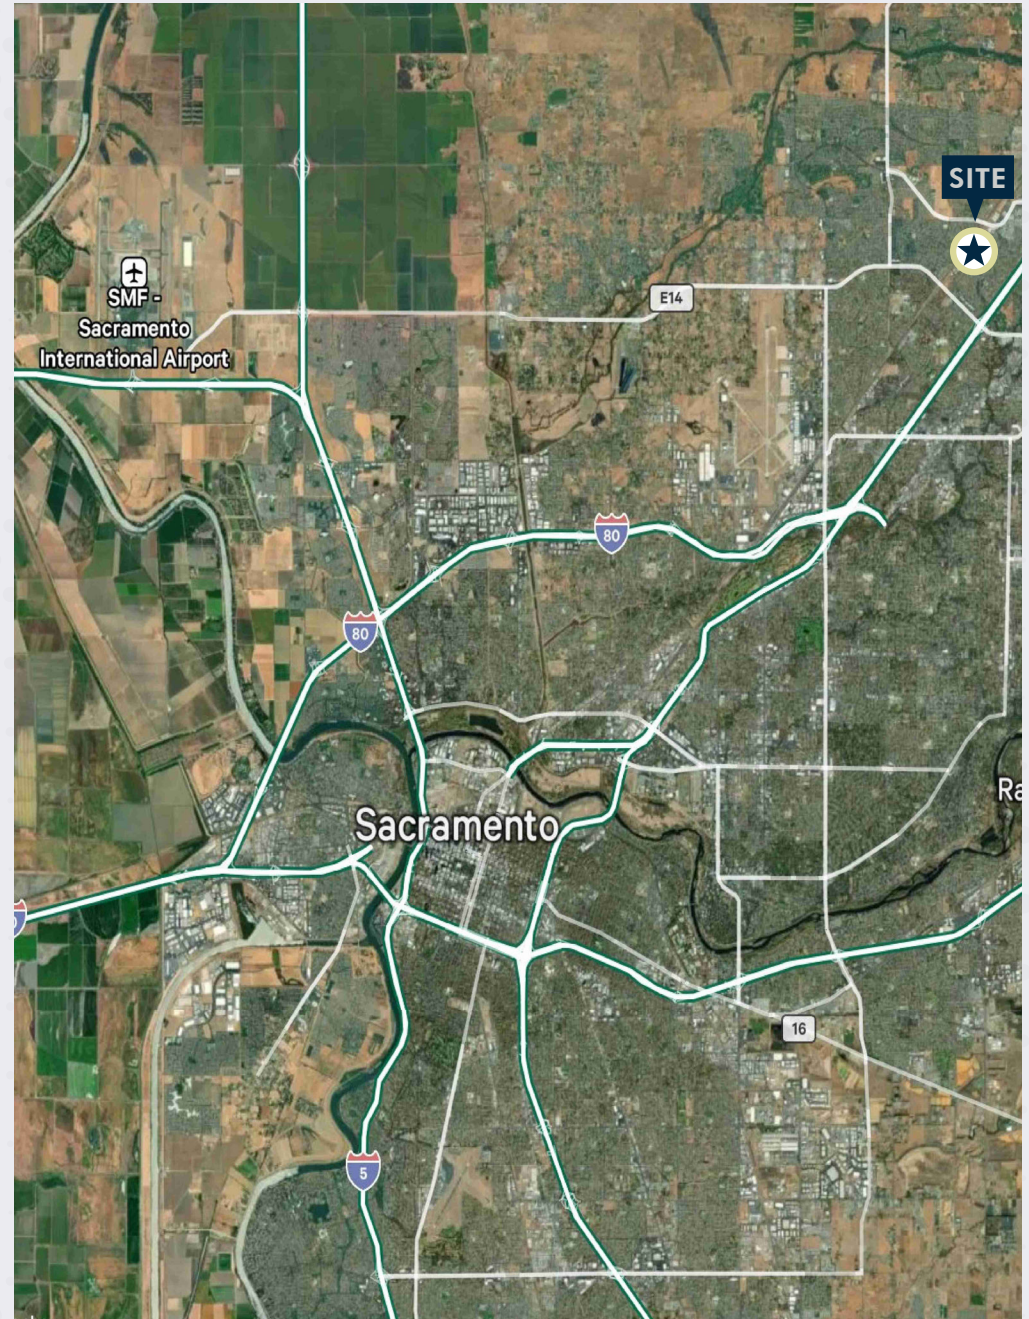 SITE
SMF -
Sacramento
International Airport
E14
80
80
Ra
Sacramento
16
5